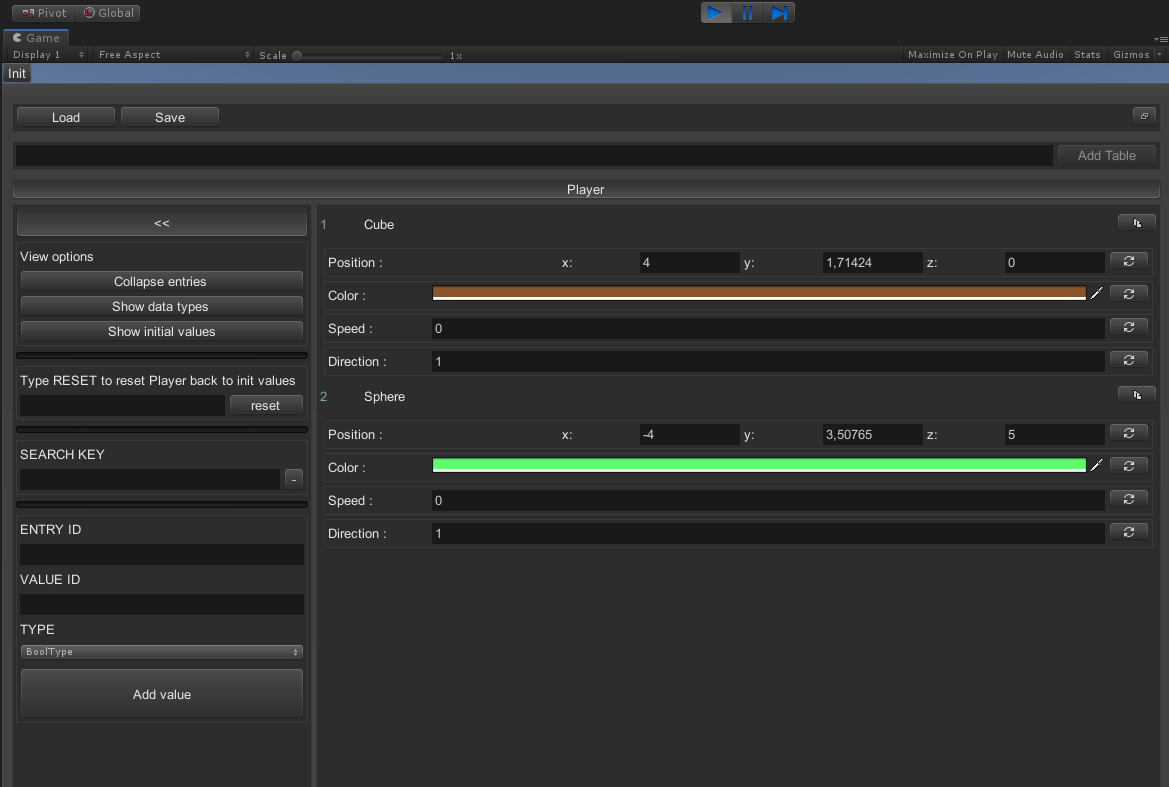 Pivot Global
Game
Display 1 Free Aspect Scale 1x Maximize On Play Mute Audio Stats Gizmos
Init
Load Save
Add Table
Player
<<
View options
Collapse entries
Show data types
Show initial values
Type RESET to reset Player back to init values
reset
SEARCH KEY
-
ENTRY ID
VALUE ID
TYPE
BoolType
Add value
1 Cube
Position : x: 4 y: 1,71424 z: 0
Color :
Speed : 0
Direction : 1
2 Sphere
Position : x: -4 y: 3,50765 z: 5
Color :
Speed : 0
Direction : 1